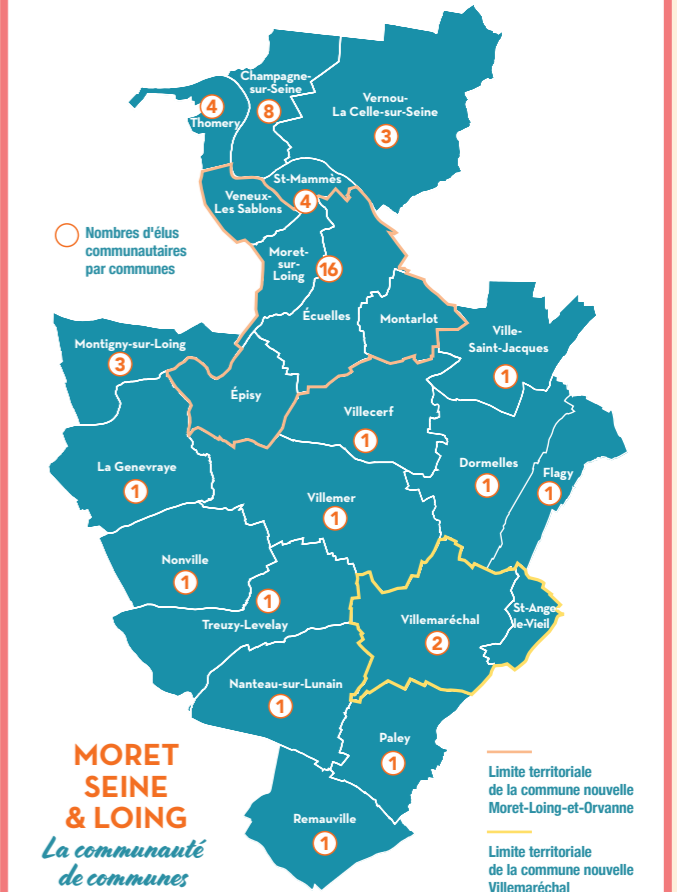 Champagne-
sur-Seine
8
4
Thomery
Vernou-
La Celle-sur-Seine
3
St-Mammès
4
Veneux-
Les Sablons
Nombres d'élus
communautaires
par communes
Moret-
sur-
Loing
16
Écuelles
Montarlot
Ville-
Saint-Jacques
1
Montigny-sur-Loing
3
Épisy
Villecerf
1
La Genevraye
1
Dormelles
1
Flagy
1
Villemer
1
Nonville
1
1
Treuzy-Levelay
Villemaréchal
2
St-Ange
le-Vieil
Nanteau-sur-Lunain
1
Paley
1
Remauville
1
MORET
SEINE
& LOING
La communauté
de communes
Limite territoriale
de la commune nouvelle
Moret-Loing-et-Orvanne
Limite territoriale
de la commune nouvelle
Villemaréchal